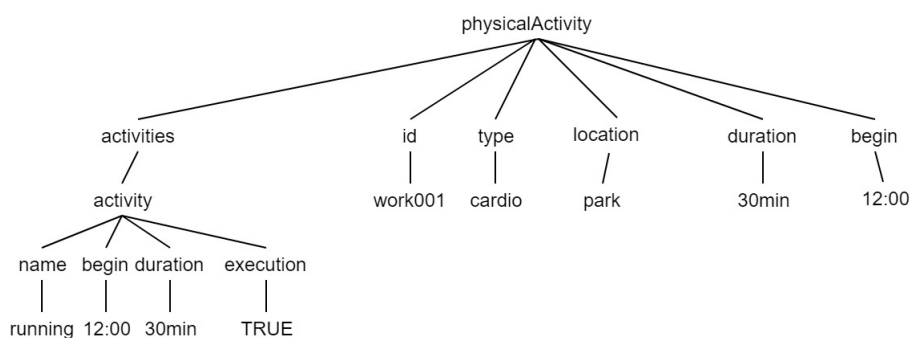 physicalActivity
activities id type location duration begin
activity work001 cardio park 30min 12:00
name begin duration execution
running 12:00 30min TRUE